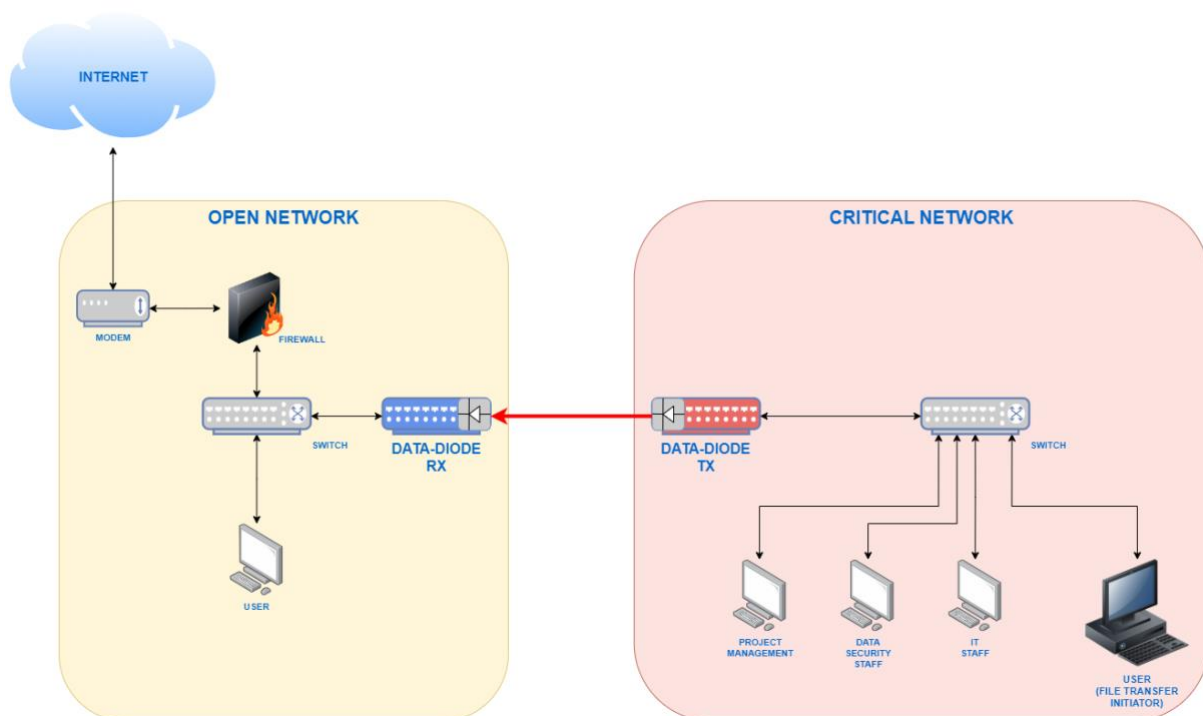 INTERNET
OPEN NETWORK
CRITICAL NETWORK
MODEM
FIREWALL
SWITCH
DATA-DIODE
RX
DATA-DIODE
TX
SWITCH
USER
PROJECT
MANAGEMENT
DATA
SECURITY
STAFF
IT
STAFF
USER
(FILE TRANSFER
INITIATOR)